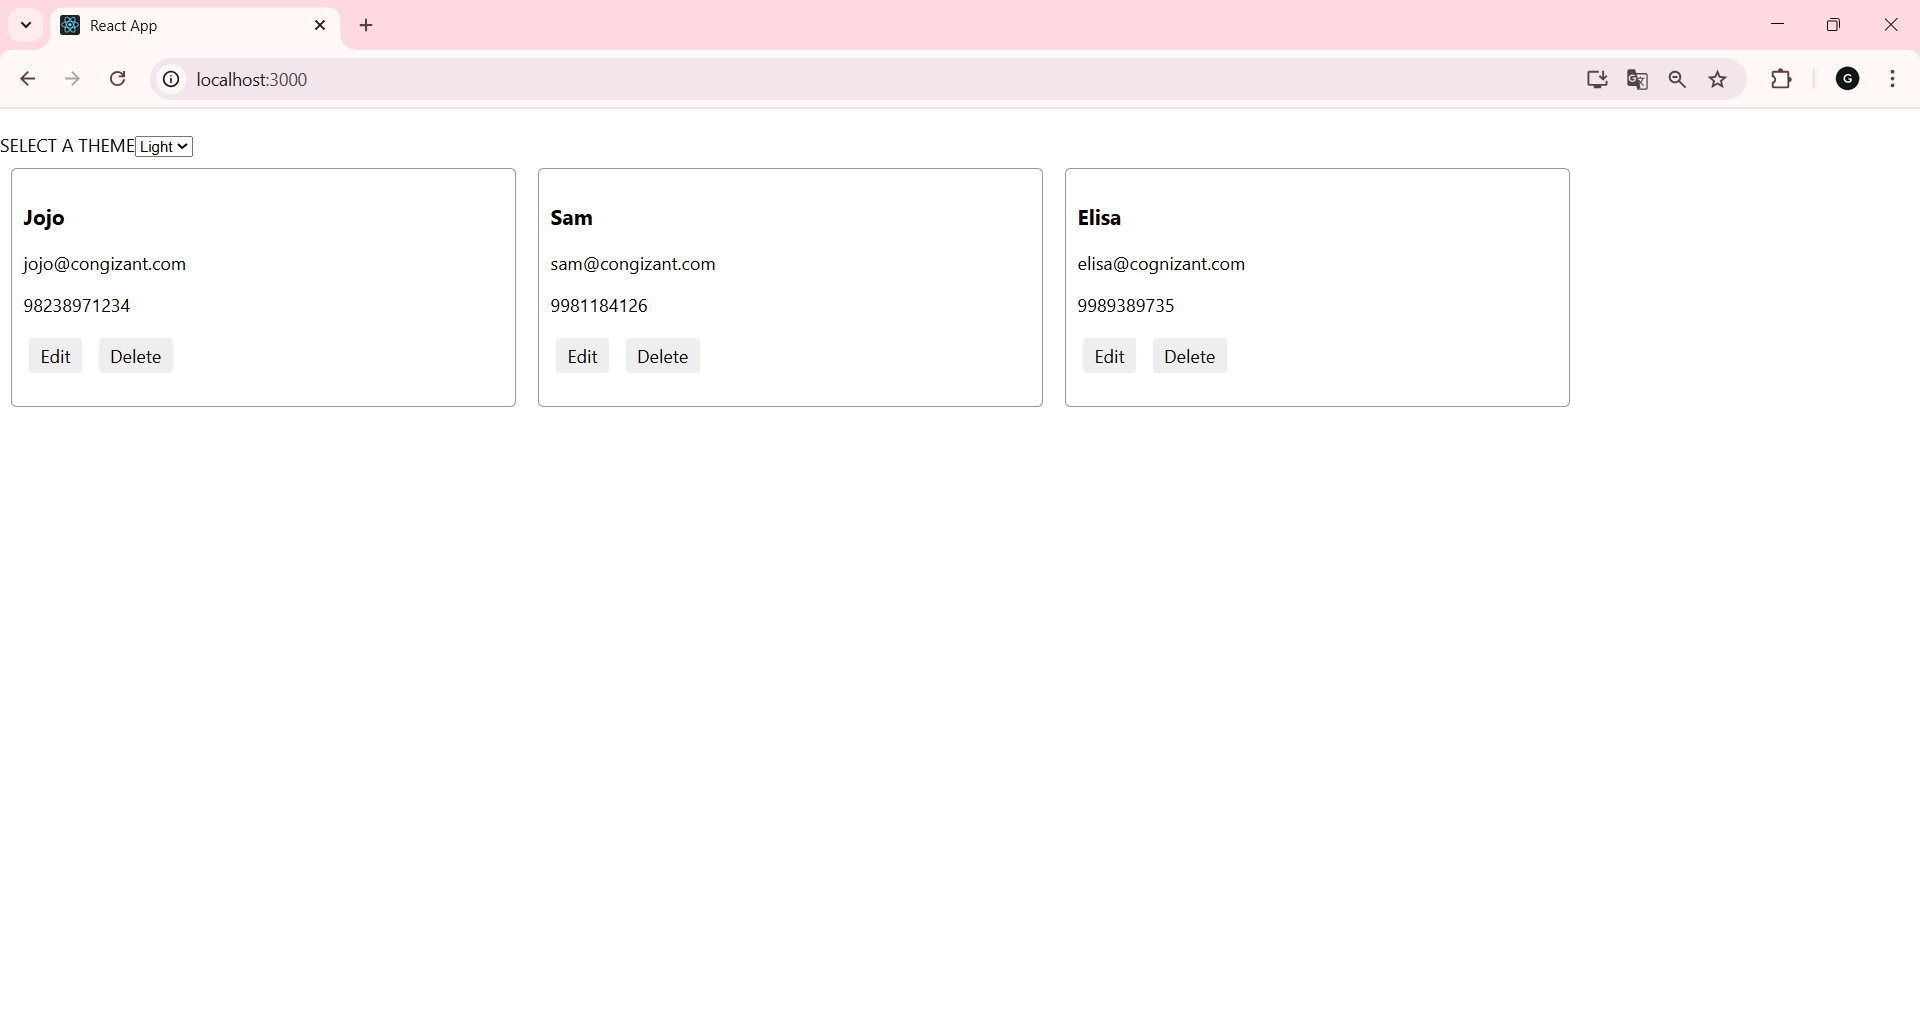 React App
localhost:3000
G
SELECT A THEME Light
Jojo
jojo@congizant.com
98238971234
Edit Delete
Sam
sam@congizant.com
9981184126
Edit Delete
Elisa
elisa@cognizant.com
9989389735
Edit Delete